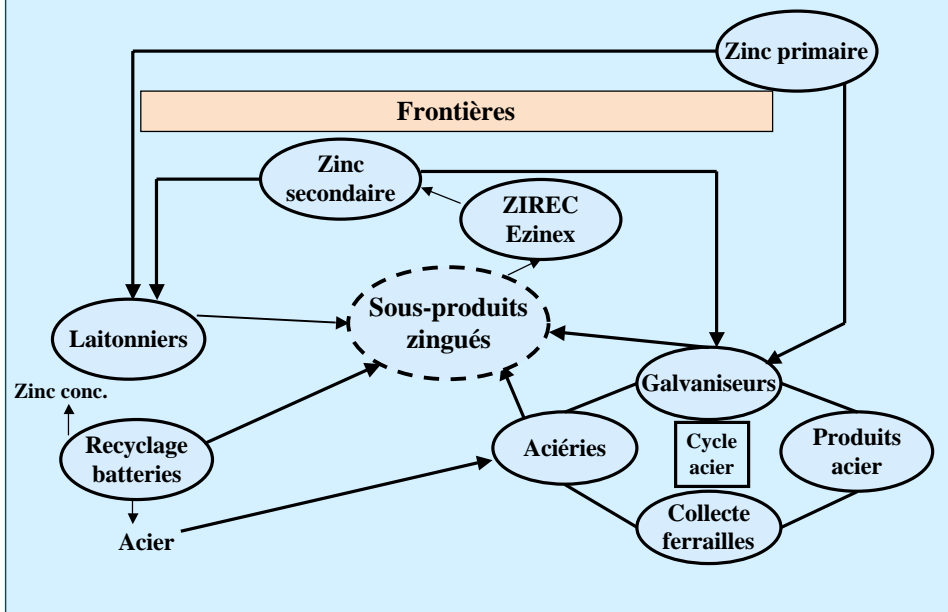 Zinc primaire
Frontières
Zinc
secondaire
ZIREC
Ezinex
Sous-produits
zingués
Laitonniers
Zinc conc.
Galvaniseurs
Recyclage
batteries
Aciéries
Cycle
acier
Produits
acier
Collecte
ferrailles
Acier